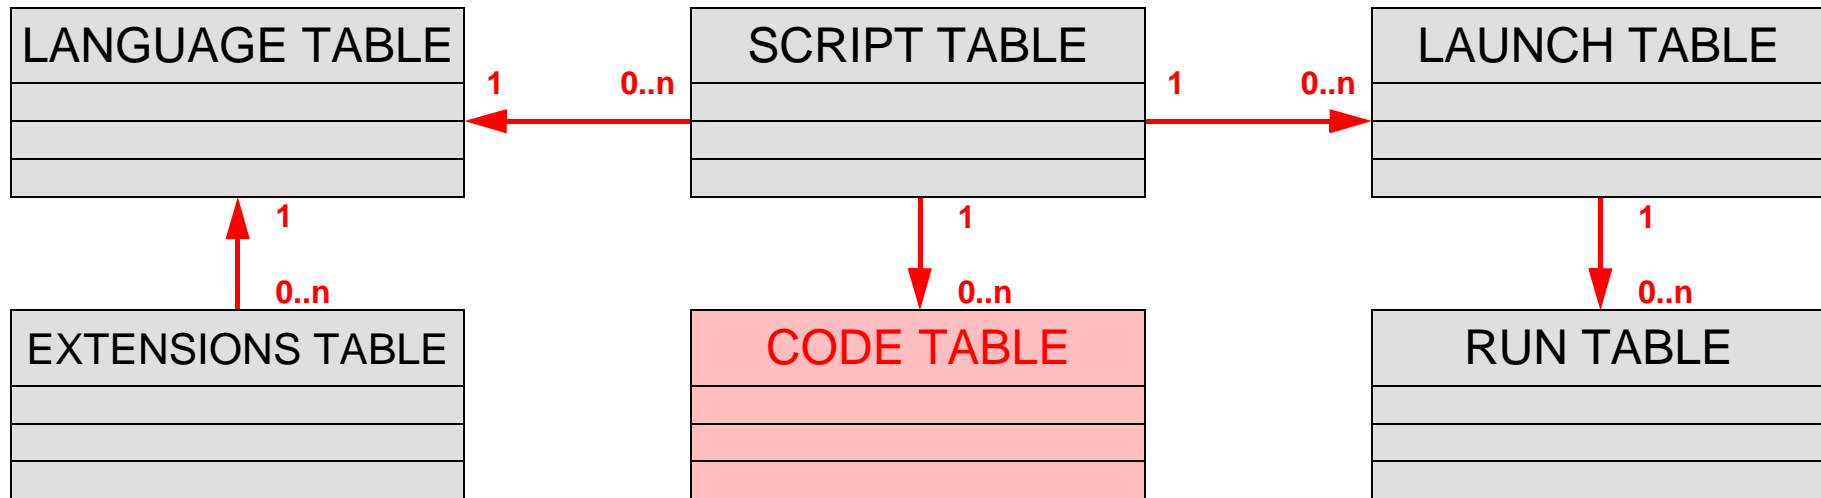 LANGUAGE TABLE
SCRIPT TABLE
LAUNCH TABLE
1
0..n
1
0..n
1
1
1
0..n
0..n
0..n
EXTENSIONS TABLE
CODE TABLE
RUN TABLE